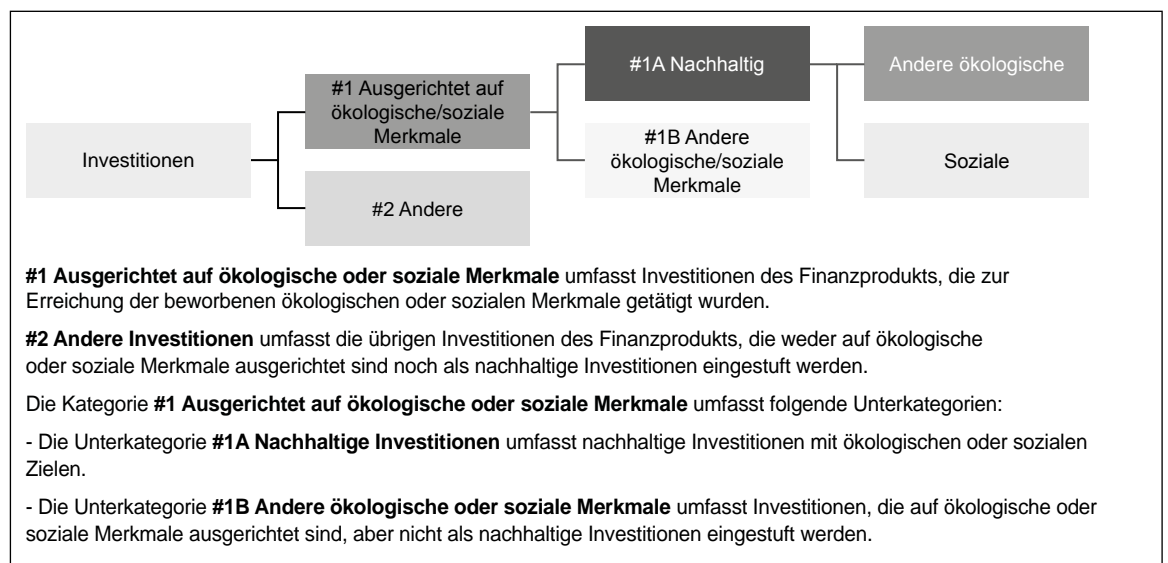 Investitionen
#1 Ausgerichtet auf
ökologische/soziale
Merkmale
#2 Andere
#1A Nachhaltig
#1B Andere
ökologische/soziale
Merkmale
Andere ökologische
Soziale
#1 Ausgerichtet auf ökologische oder soziale Merkmale umfasst Investitionen des Finanzprodukts, die zur
Erreichung der beworbenen ökologischen oder sozialen Merkmale getätigt wurden.
#2 Andere Investitionen umfasst die übrigen Investitionen des Finanzprodukts, die weder auf ökologische
oder soziale Merkmale ausgerichtet sind noch als nachhaltige Investitionen eingestuft werden.
Die Kategorie #1 Ausgerichtet auf ökologische oder soziale Merkmale umfasst folgende Unterkategorien:
- Die Unterkategorie #1A Nachhaltige Investitionen umfasst nachhaltige Investitionen mit ökologischen oder sozialen
Zielen.
- Die Unterkategorie #1B Andere ökologische oder soziale Merkmale umfasst Investitionen, die auf ökologische oder
soziale Merkmale ausgerichtet sind, aber nicht als nachhaltige Investitionen eingestuft werden.